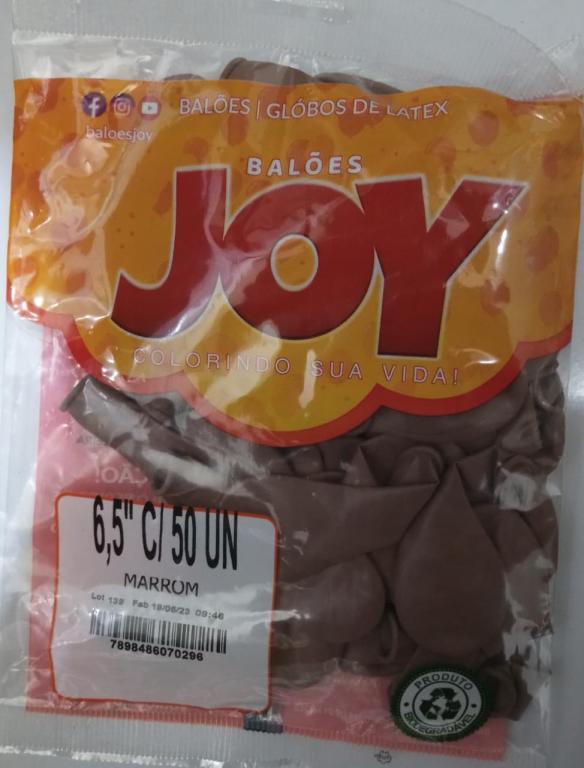 BALÕES | GLÓBOS DE LATEX
baloesjoy
BALÕES
JOY
COLORINDO SUA VIDA!
6,5" C/ 50 UN
MARROM
Lot 139 Fab 18/06/23 09:46
7898486070296
PRODUTO
BIODEGRADÁVEL